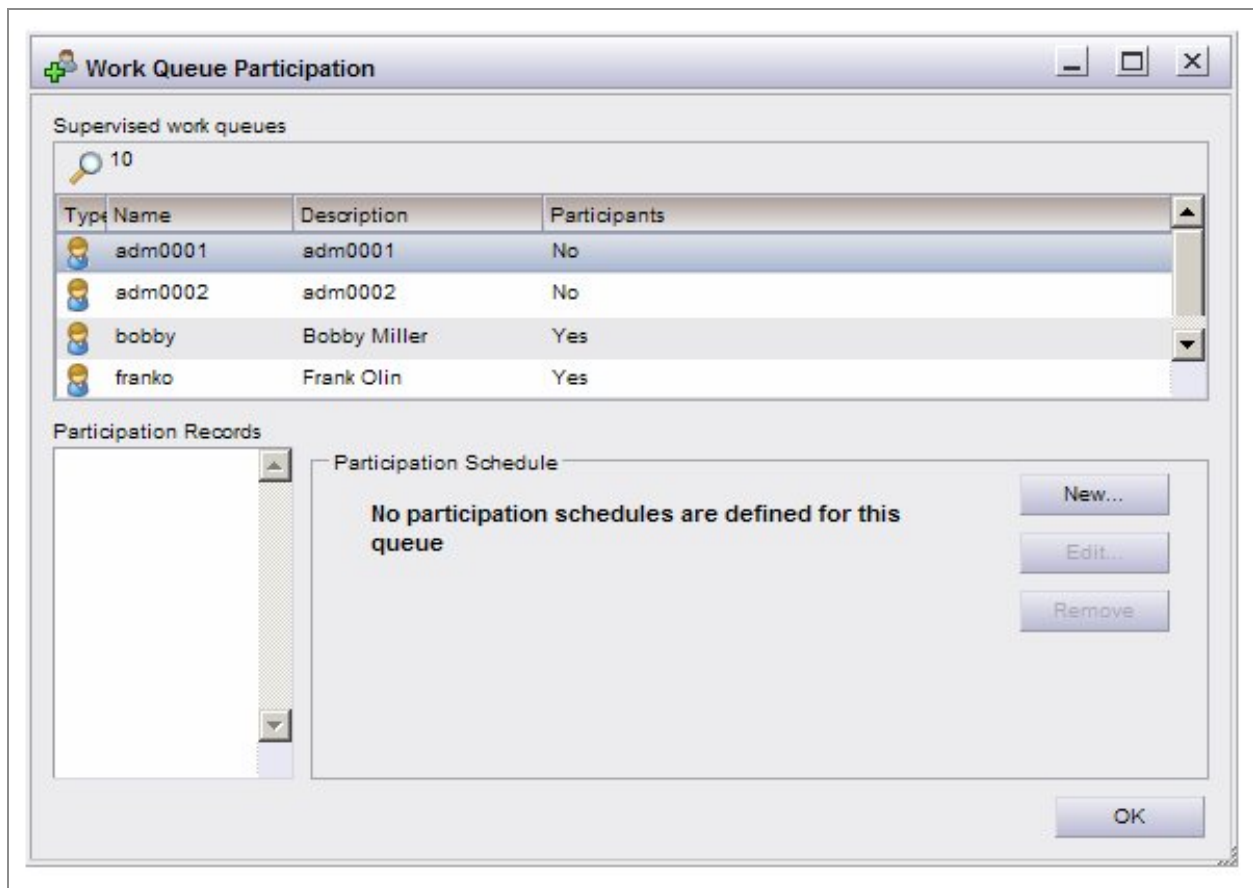 Work Queue Participation
Supervised work queues
10
Type Name Description Participants
adm0001 adm0001 No
adm0002 adm0002 No
bobby Bobby Miller Yes
franko Frank Olin Yes
Participation Records
Participation Schedule
No participation schedules are defined for this
queue
New...
Edit...
Remove
OK